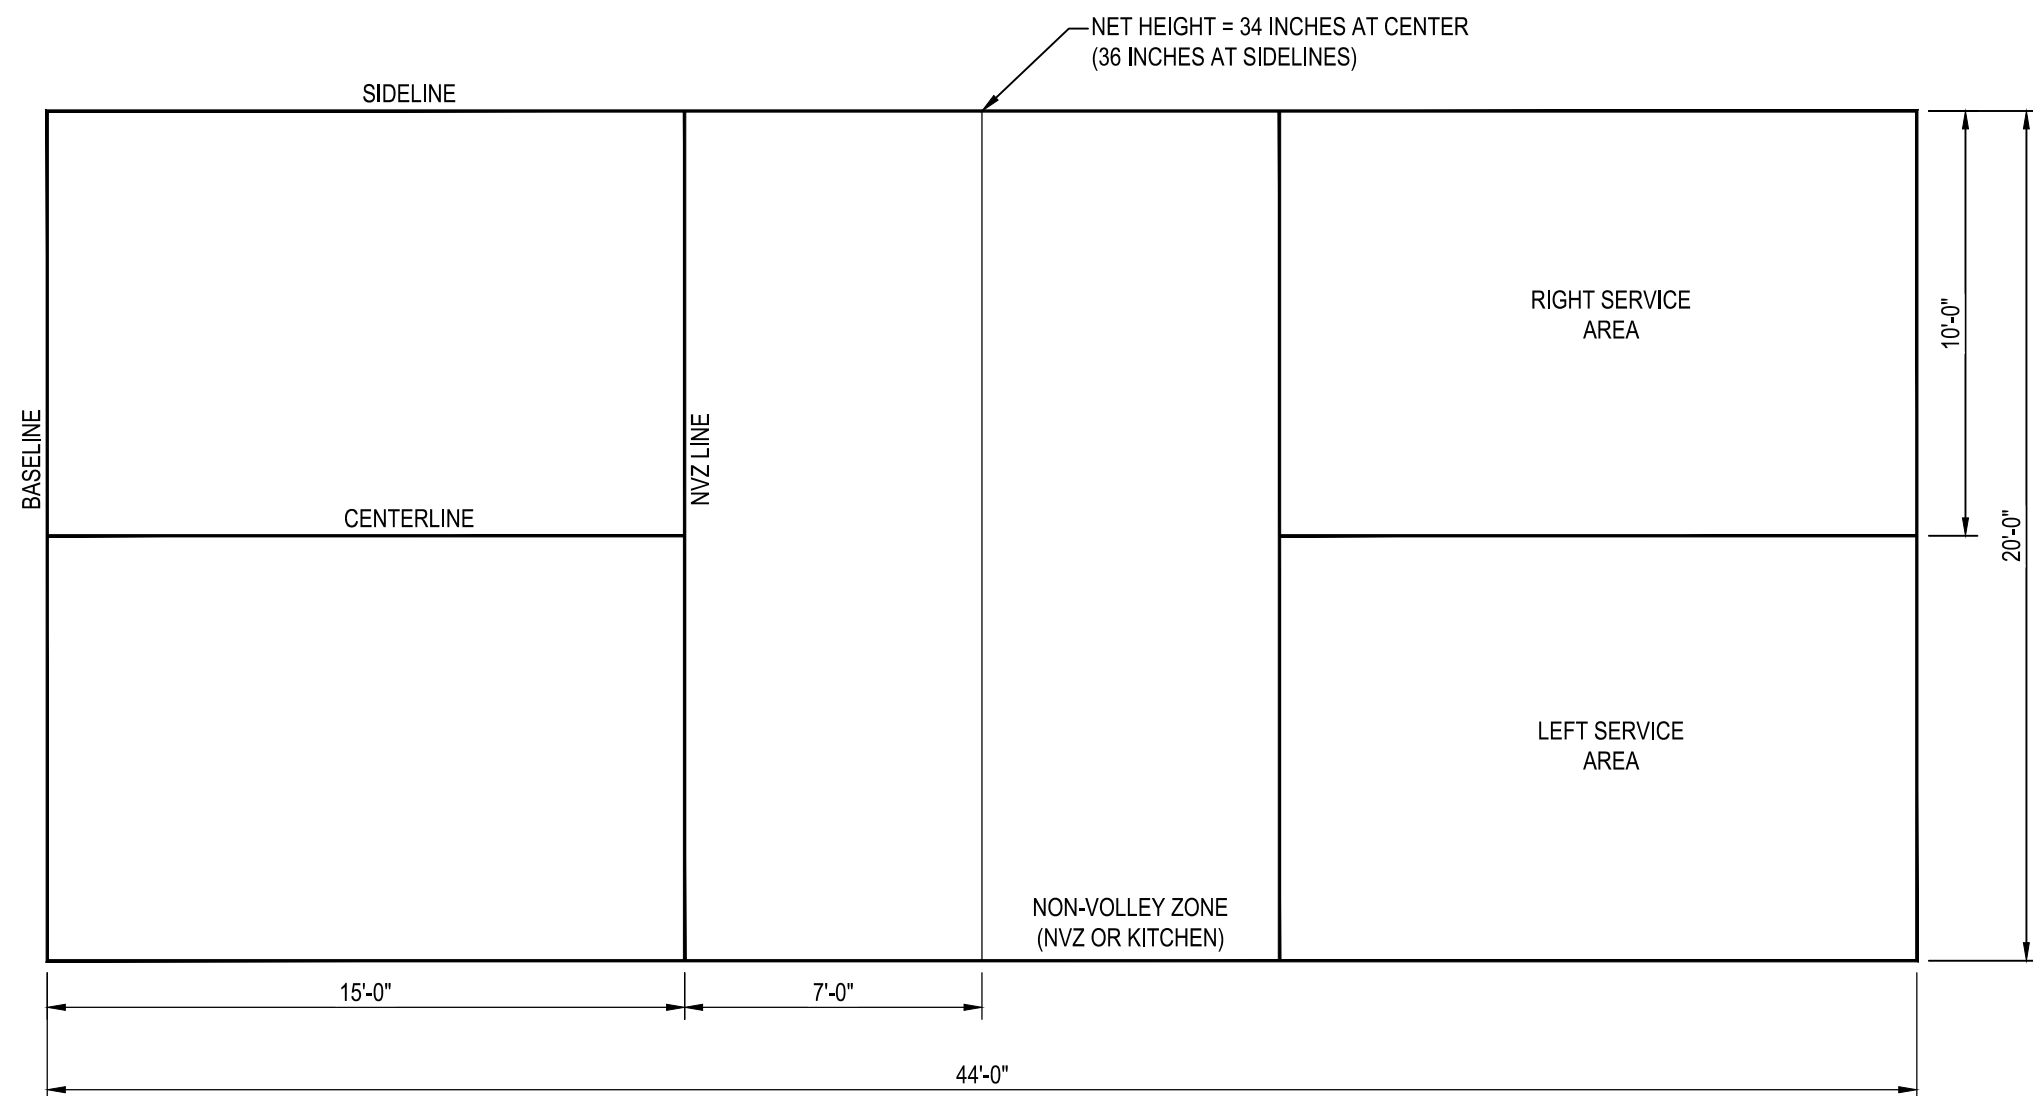 NET HEIGHT = 34 INCHES AT CENTER
(36 INCHES AT SIDELINES)
SIDELINE
RIGHT SERVICE
AREA
10'-0"
BASELINE
NVZ LINE
CENTERLINE
20'-0"
LEFT SERVICE
AREA
NON-VOLLEY ZONE
(NVZ OR KITCHEN)
15'-0"
7'-0"
44'-0"